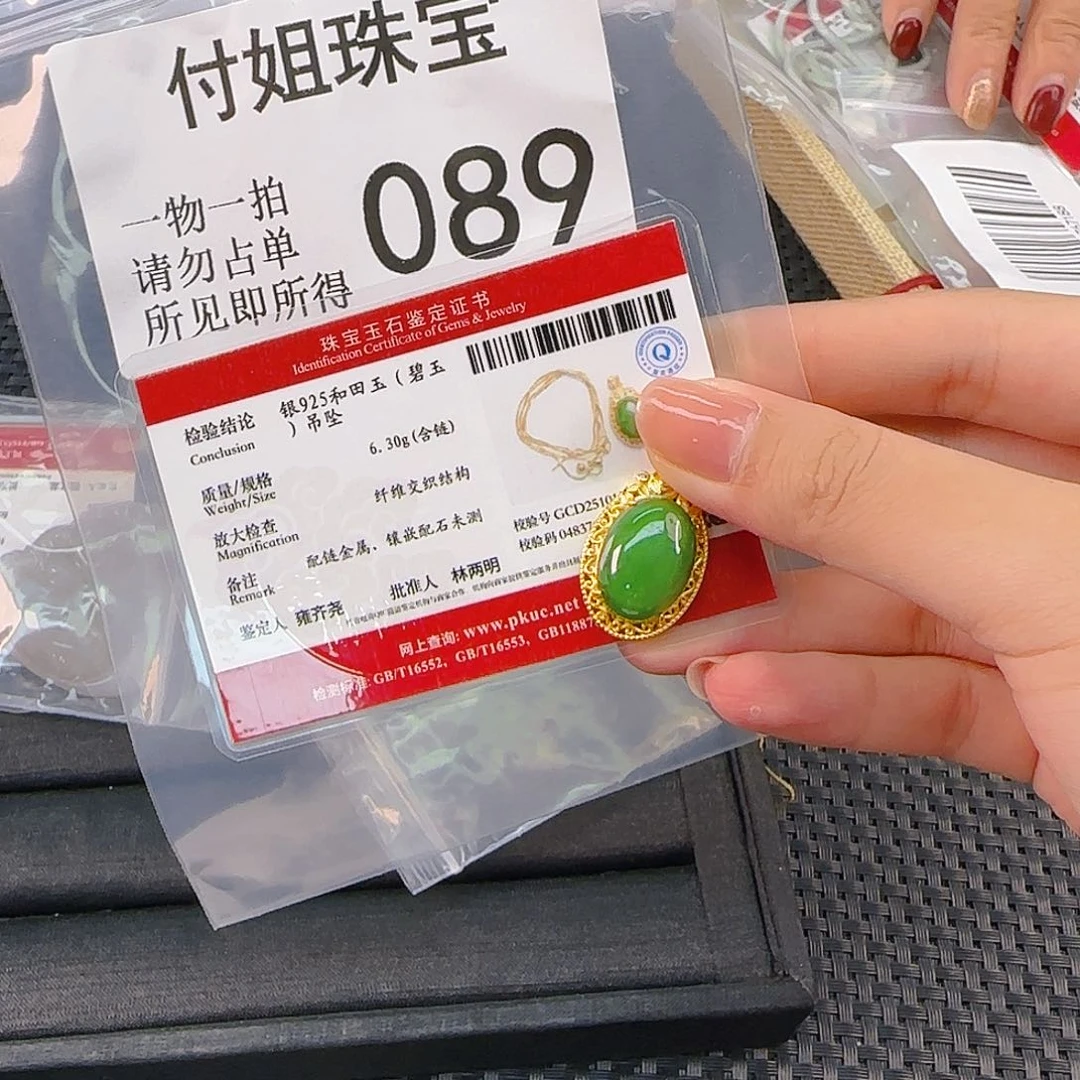 付姐珠宝
089
一物一拍
请勿占单
所见即所得
珠宝玉石鉴定证书
Identification Certificate of Gems & Jewelry
检验结论
Conclusion
银925和田玉(碧玉
)吊坠
质量/规格
Weight/Size
6.30g(含链)
放大检查
Magnification
纤维交织结构
备注
Remark
配链金属、镶嵌配石未测
校验号 GCD2510
校验码 0483
鉴定人 雍齐尧
批准人 林两明
网上查询: www.pkuc.net
检测标准: GB/T16552, GB/T16553, GB11887